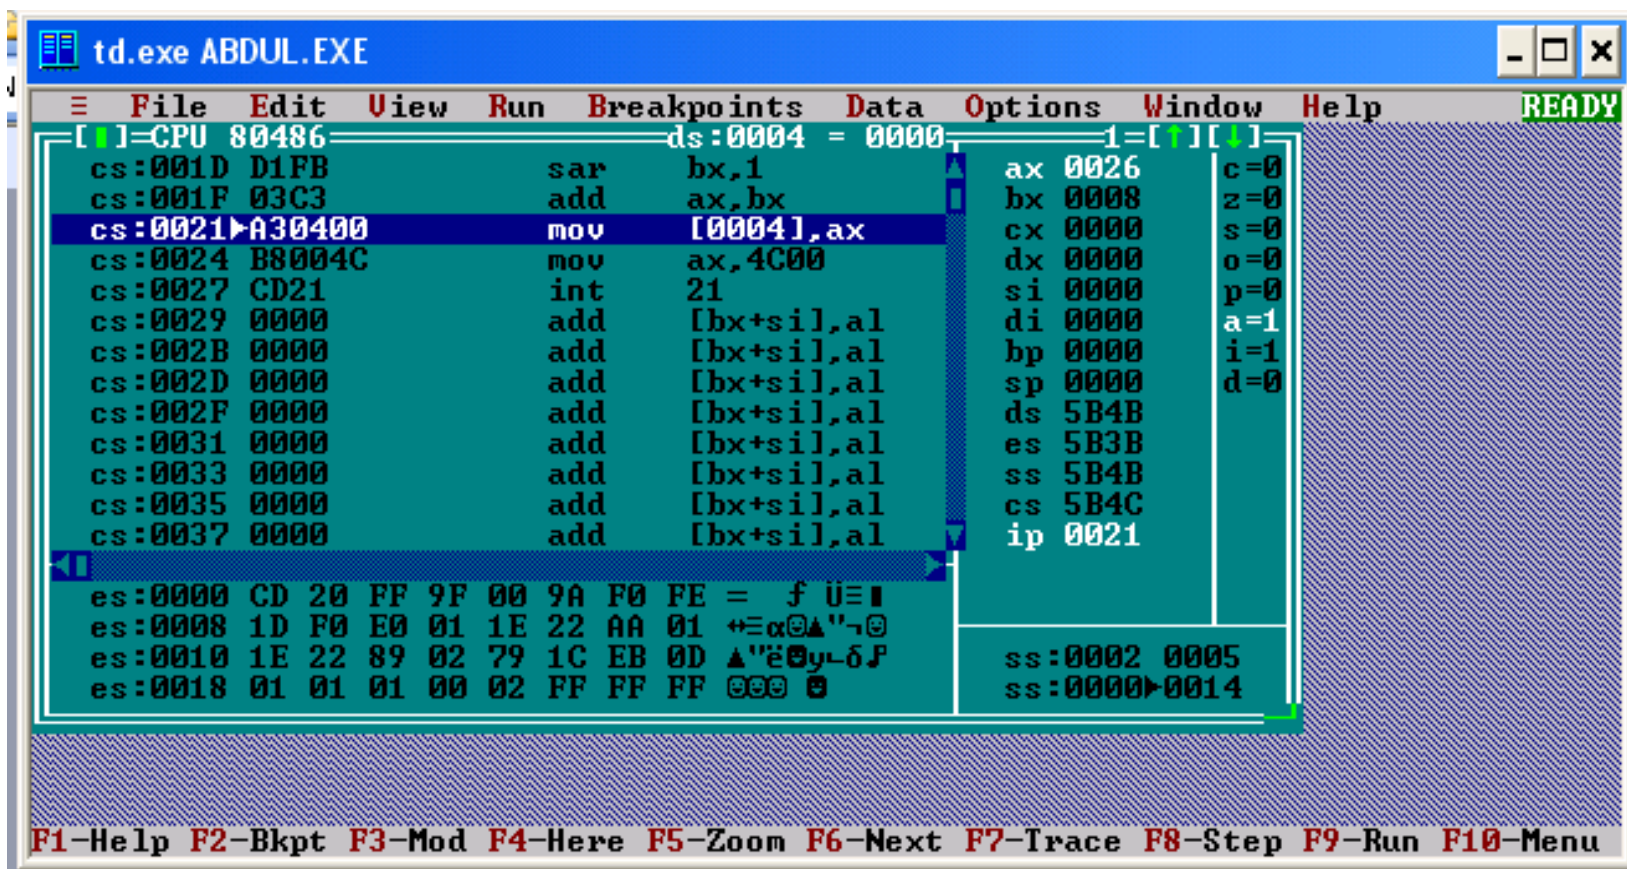 td.exe ABDUL.EXE
≡ File Edit View Run Breakpoints Data Options Window Help READY
[▮]=CPU 80486 ds:0004 = 0000 1=[↑][↓]
cs:001D D1FB sar bx,1 ax 0026 c=0
cs:001F 03C3 add ax,bx bx 0008 z=0
cs:0021►A30400 mov [0004],ax cx 0000 s=0
cs:0024 B8004C mov ax,4C00 dx 0000 o=0
cs:0027 CD21 int 21 si 0000 p=0
cs:0029 0000 add [bx+si],al di 0000 a=1
cs:002B 0000 add [bx+si],al bp 0000 i=1
cs:002D 0000 add [bx+si],al sp 0000 d=0
cs:002F 0000 add [bx+si],al ds 5B4B
cs:0031 0000 add [bx+si],al es 5B3B
cs:0033 0000 add [bx+si],al ss 5B4B
cs:0035 0000 add [bx+si],al cs 5B4C
cs:0037 0000 add [bx+si],al ip 0021
es:0000 CD 20 FF 9F 00 9A F0 FE = ƒ Ü≡■
es:0008 1D F0 E0 01 1E 22 AA 01 ↔≡α☺▲"¬☺
es:0010 1E 22 89 02 79 1C EB 0D ▲"ë☻y∟δ♪ ss:0002 0005
es:0018 01 01 01 00 02 FF FF FF ☺☺☺ ☻ ss:0000►0014
F1-Help F2-Bkpt F3-Mod F4-Here F5-Zoom F6-Next F7-Trace F8-Step F9-Run F10-Menu